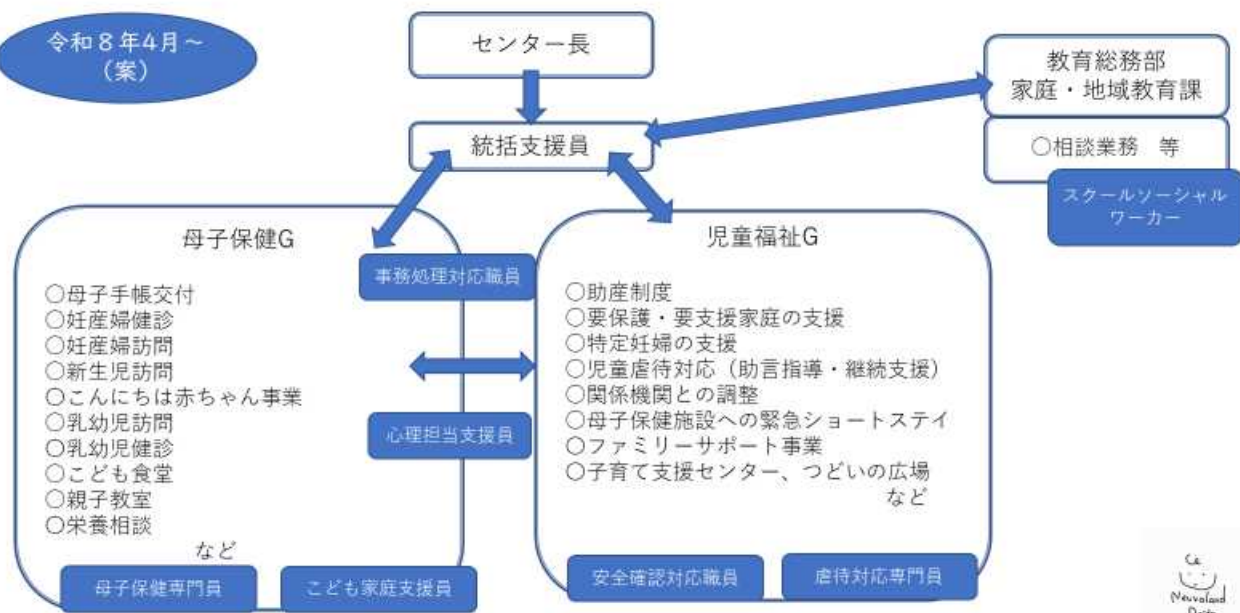 令和８年4月～
（案）
センター長
教育総務部
家庭・地域教育課
統括支援員
○相談業務　等
スクールソーシャル
ワーカー
母子保健G
事務処理対応職員
○母子手帳交付
○妊産婦健診
○妊産婦訪問
○新生児訪問
○こんにちは赤ちゃん事業
○乳幼児訪問
○乳幼児健診
○こども食堂
○親子教室
○栄養相談
など
心理担当支援員
母子保健専門員
こども家庭支援員
児童福祉G
○助産制度
○要保護・要支援家庭の支援
○特定妊婦の支援
○児童虐待対応（助言指導・継続支援）
○関係機関との調整
○母子保健施設への緊急ショートステイ
○ファミリーサポート事業
○子育て支援センター、つどいの広場
など
安全確認対応職員
虐待対応専門員